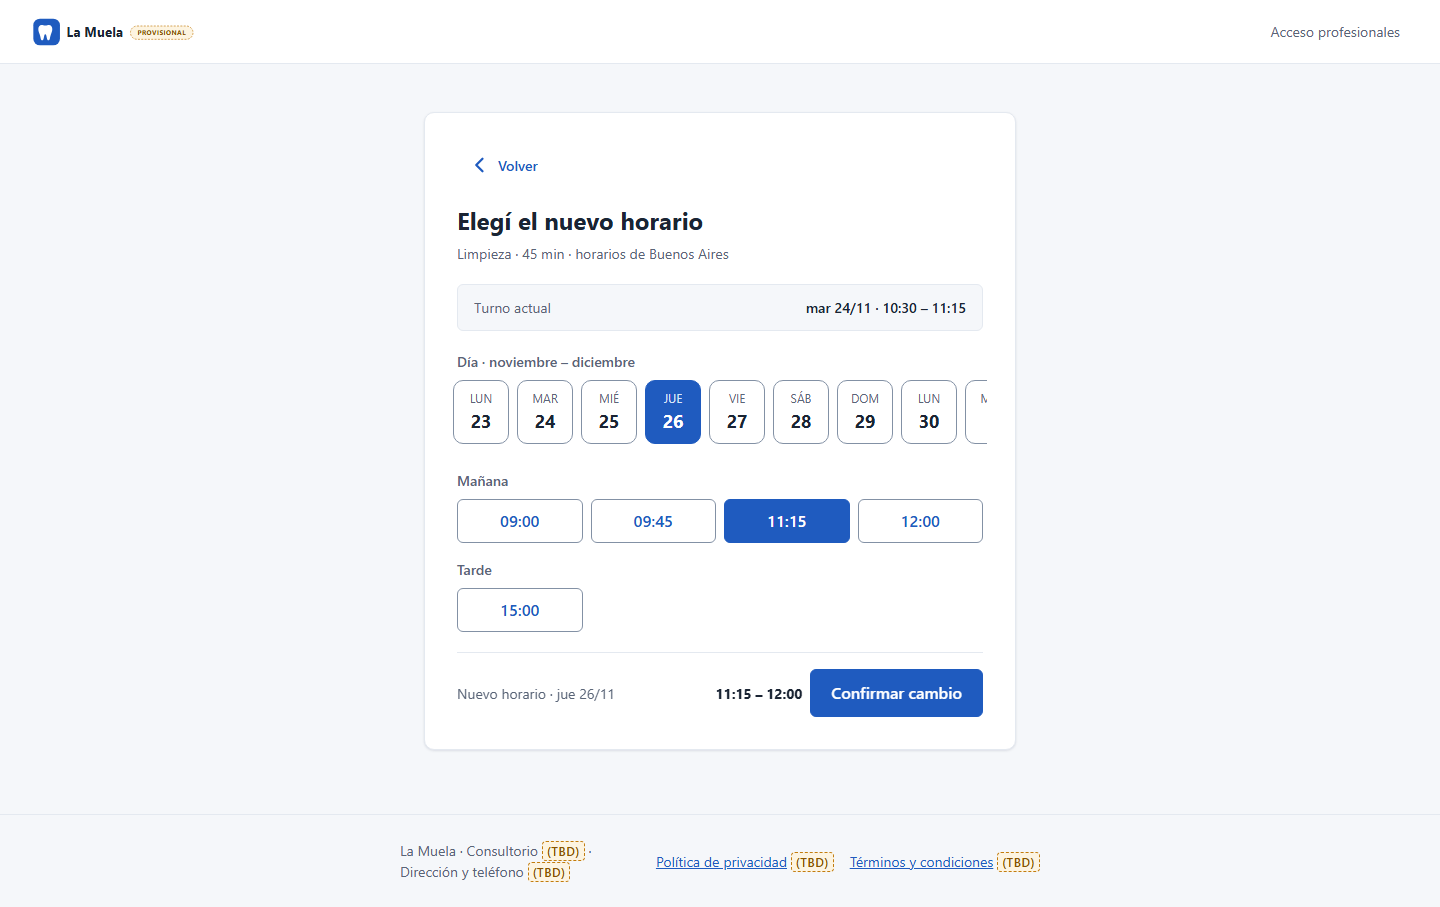 La Muela PROVISIONAL
Acceso profesionales
Volver
Elegí el nuevo horario
Limpieza · 45 min · horarios de Buenos Aires
Turno actual mar 24/11 · 10:30 – 11:15
Día · noviembre – diciembre
LUN MAR MIÉ JUE VIE SÁB DOM LUN
23 24 25 26 27 28 29 30
Mañana
09:00 09:45 11:15 12:00
Tarde
15:00
Nuevo horario · jue 26/11 11:15 – 12:00 Confirmar cambio
La Muela · Consultorio (TBD) ·
Dirección y teléfono (TBD)
Política de privacidad (TBD) Términos y condiciones (TBD)